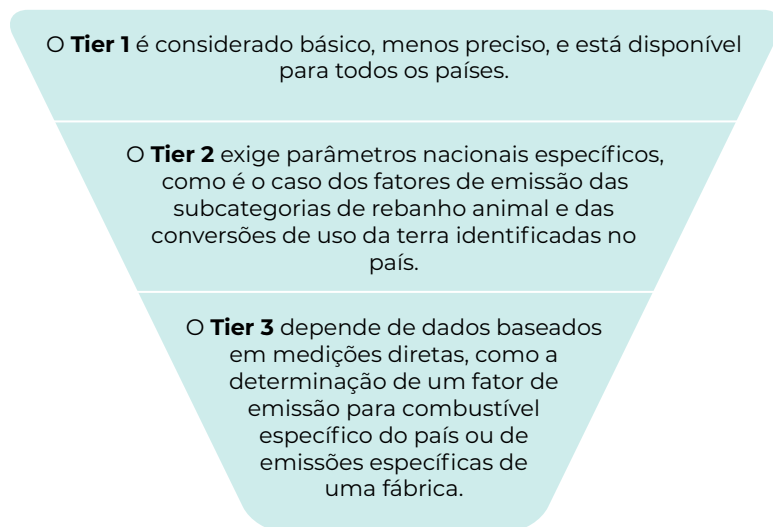 O Tier 1 é considerado básico, menos preciso, e está disponível
para todos os países.
O Tier 2 exige parâmetros nacionais específicos,
como é o caso dos fatores de emissão das
subcategorias de rebanho animal e das
conversões de uso da terra identificadas no
país.
O Tier 3 depende de dados baseados
em medições diretas, como a
determinação de um fator de
emissão para combustível
específico do país ou de
emissões específicas de
uma fábrica.